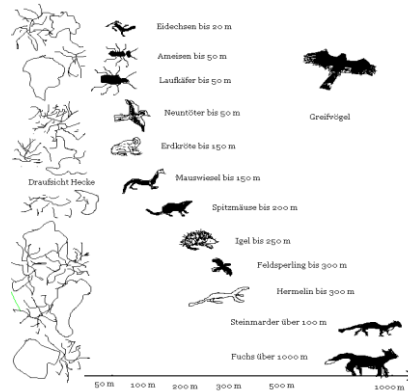 Eidechsen bis 20 m
Ameisen bis 50 m
Laufkäfer bis 50 m
Neuntöter bis 50 m
Greifvögel
Erdkröte bis 150 m
Mauswiesel bis 150 m
Draufsicht Hecke
Spitzmäuse bis 200 m
Igel bis 250 m
Feldsperling bis 300 m
Hermelin bis 300 m
Steinmarder über 100 m
Fuchs über 1000 m
50 m 100 m 200 m 300 m 500 m 1000 m